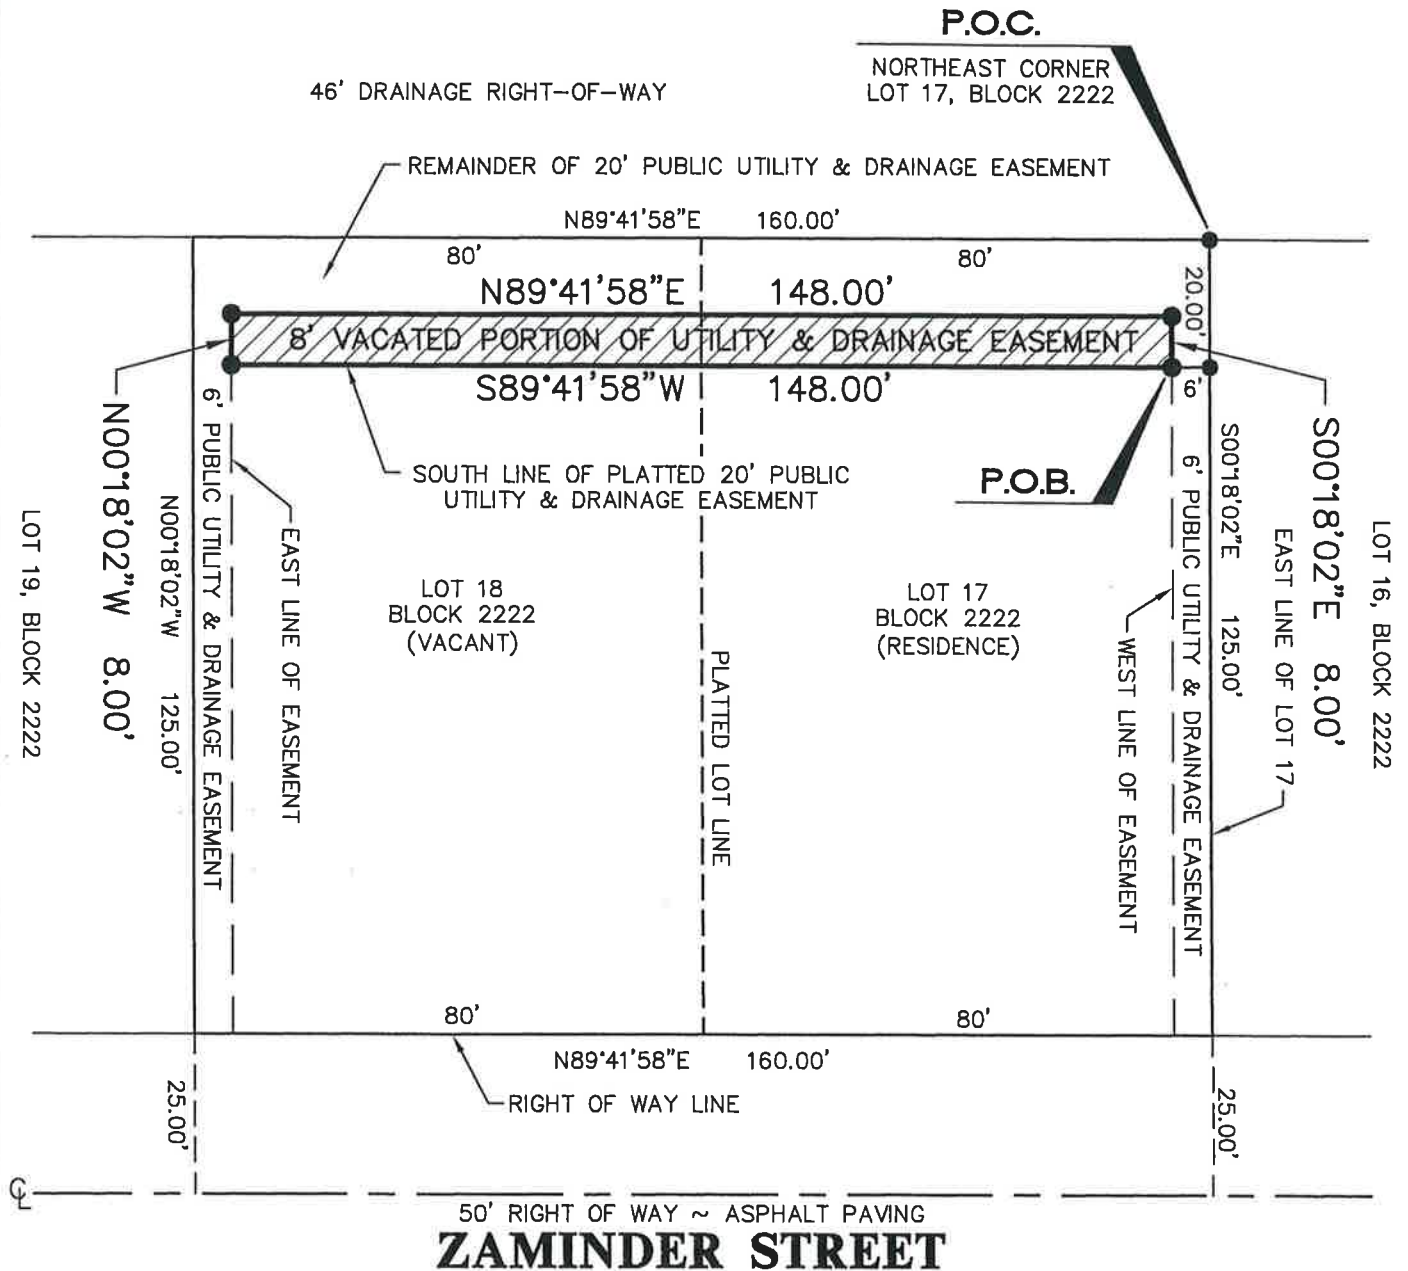 P.O.C.
NORTHEAST CORNER
LOT 17, BLOCK 2222
46' DRAINAGE RIGHT-OF-WAY
REMAINDER OF 20' PUBLIC UTILITY & DRAINAGE EASEMENT
N89°41'58"E 160.00'
80'
80'
N89°41'58"E 148.00'
20.00'
8' VACATED PORTION OF UTILITY & DRAINAGE EASEMENT
S89°41'58"W 148.00'
6'
SOUTH LINE OF PLATTED 20' PUBLIC
UTILITY & DRAINAGE EASEMENT
P.O.B.
LOT 19, BLOCK 2222
N00°18'02"W 8.00'
N00°18'02"W 125.00'
6' PUBLIC UTILITY & DRAINAGE EASEMENT
EAST LINE OF EASEMENT
LOT 18
BLOCK 2222
(VACANT)
PLATTED LOT LINE
LOT 17
BLOCK 2222
(RESIDENCE)
WEST LINE OF EASEMENT
6' PUBLIC UTILITY & DRAINAGE EASEMENT
S00°18'02"E 125.00'
EAST LINE OF LOT 17
S00°18'02"E 8.00'
LOT 16, BLOCK 2222
80'
80'
N89°41'58"E 160.00'
RIGHT OF WAY LINE
25.00'
25.00'
℄
50' RIGHT OF WAY ~ ASPHALT PAVING
ZAMINDER STREET